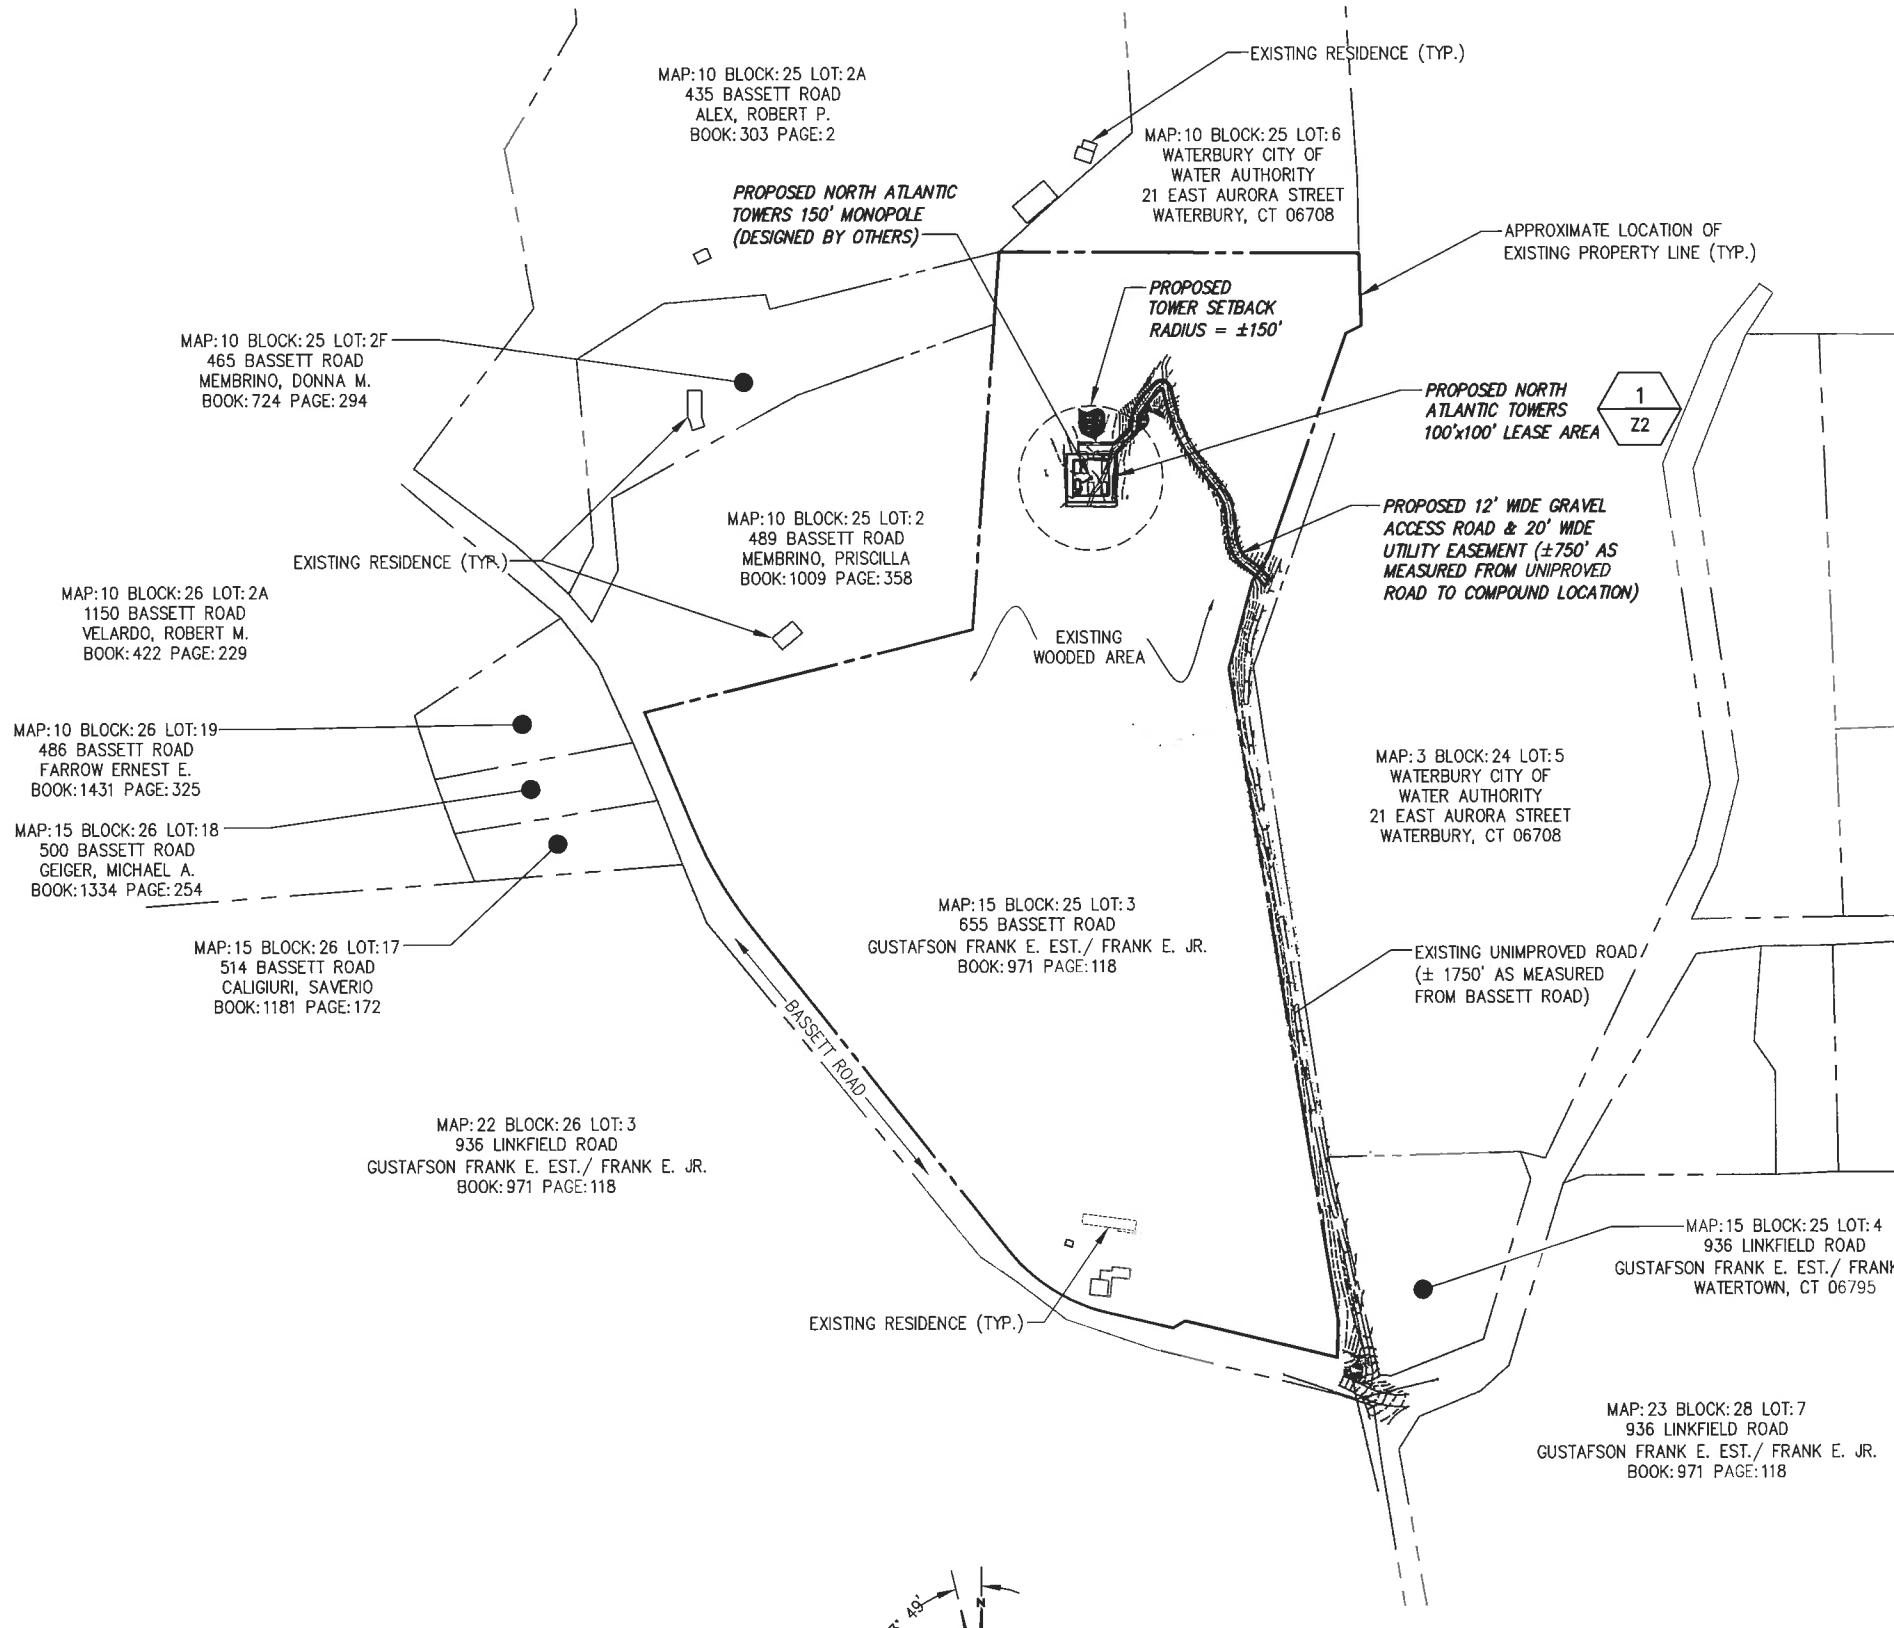 EXISTING RESIDENCE (TYP.)
MAP:10 BLOCK:25 LOT:2A
435 BASSETT ROAD
ALEX, ROBERT P.
BOOK:303 PAGE:2
MAP:10 BLOCK:25 LOT:6
WATERBURY CITY OF
WATER AUTHORITY
21 EAST AURORA STREET
WATERBURY, CT 06708
PROPOSED NORTH ATLANTIC
TOWERS 150' MONOPOLE
(DESIGNED BY OTHERS)
APPROXIMATE LOCATION OF
EXISTING PROPERTY LINE (TYP.)
PROPOSED
TOWER SETBACK
RADIUS = ±150'
MAP:10 BLOCK:25 LOT:2F
465 BASSETT ROAD
MEMBRINO, DONNA M.
BOOK:724 PAGE:294
PROPOSED NORTH
ATLANTIC TOWERS
100'x100' LEASE AREA
1
Z2
PROPOSED 12' WIDE GRAVEL
ACCESS ROAD & 20' WIDE
UTILITY EASEMENT (±750' AS
MEASURED FROM UNIPROVED
ROAD TO COMPOUND LOCATION)
MAP:10 BLOCK:25 LOT:2
489 BASSETT ROAD
MEMBRINO, PRISCILLA
BOOK:1009 PAGE:358
EXISTING RESIDENCE (TYP.)
MAP:10 BLOCK:26 LOT:2A
1150 BASSETT ROAD
VELARDO, ROBERT M.
BOOK:422 PAGE:229
EXISTING
WOODED AREA
MAP:10 BLOCK:26 LOT:19
486 BASSETT ROAD
FARROW ERNEST E.
BOOK:1431 PAGE:325
MAP:3 BLOCK:24 LOT:5
WATERBURY CITY OF
WATER AUTHORITY
21 EAST AURORA STREET
WATERBURY, CT 06708
MAP:15 BLOCK:26 LOT:18
500 BASSETT ROAD
GEIGER, MICHAEL A.
BOOK:1334 PAGE:254
MAP:15 BLOCK:25 LOT:3
655 BASSETT ROAD
GUSTAFSON FRANK E. EST./ FRANK E. JR.
BOOK:971 PAGE:118
MAP:15 BLOCK:26 LOT:17
514 BASSETT ROAD
CALIGIURI, SAVERIO
BOOK:1181 PAGE:172
EXISTING UNIMPROVED ROAD
(± 1750' AS MEASURED
FROM BASSETT ROAD)
BASSETT ROAD
MAP:22 BLOCK:26 LOT:3
936 LINKFIELD ROAD
GUSTAFSON FRANK E. EST./ FRANK E. JR.
BOOK:971 PAGE:118
MAP:15 BLOCK:25 LOT:4
936 LINKFIELD ROAD
GUSTAFSON FRANK E. EST./ FRANK
WATERTOWN, CT 06795
EXISTING RESIDENCE (TYP.)
MAP:23 BLOCK:28 LOT:7
936 LINKFIELD ROAD
GUSTAFSON FRANK E. EST./ FRANK E. JR.
BOOK:971 PAGE:118
49'
N